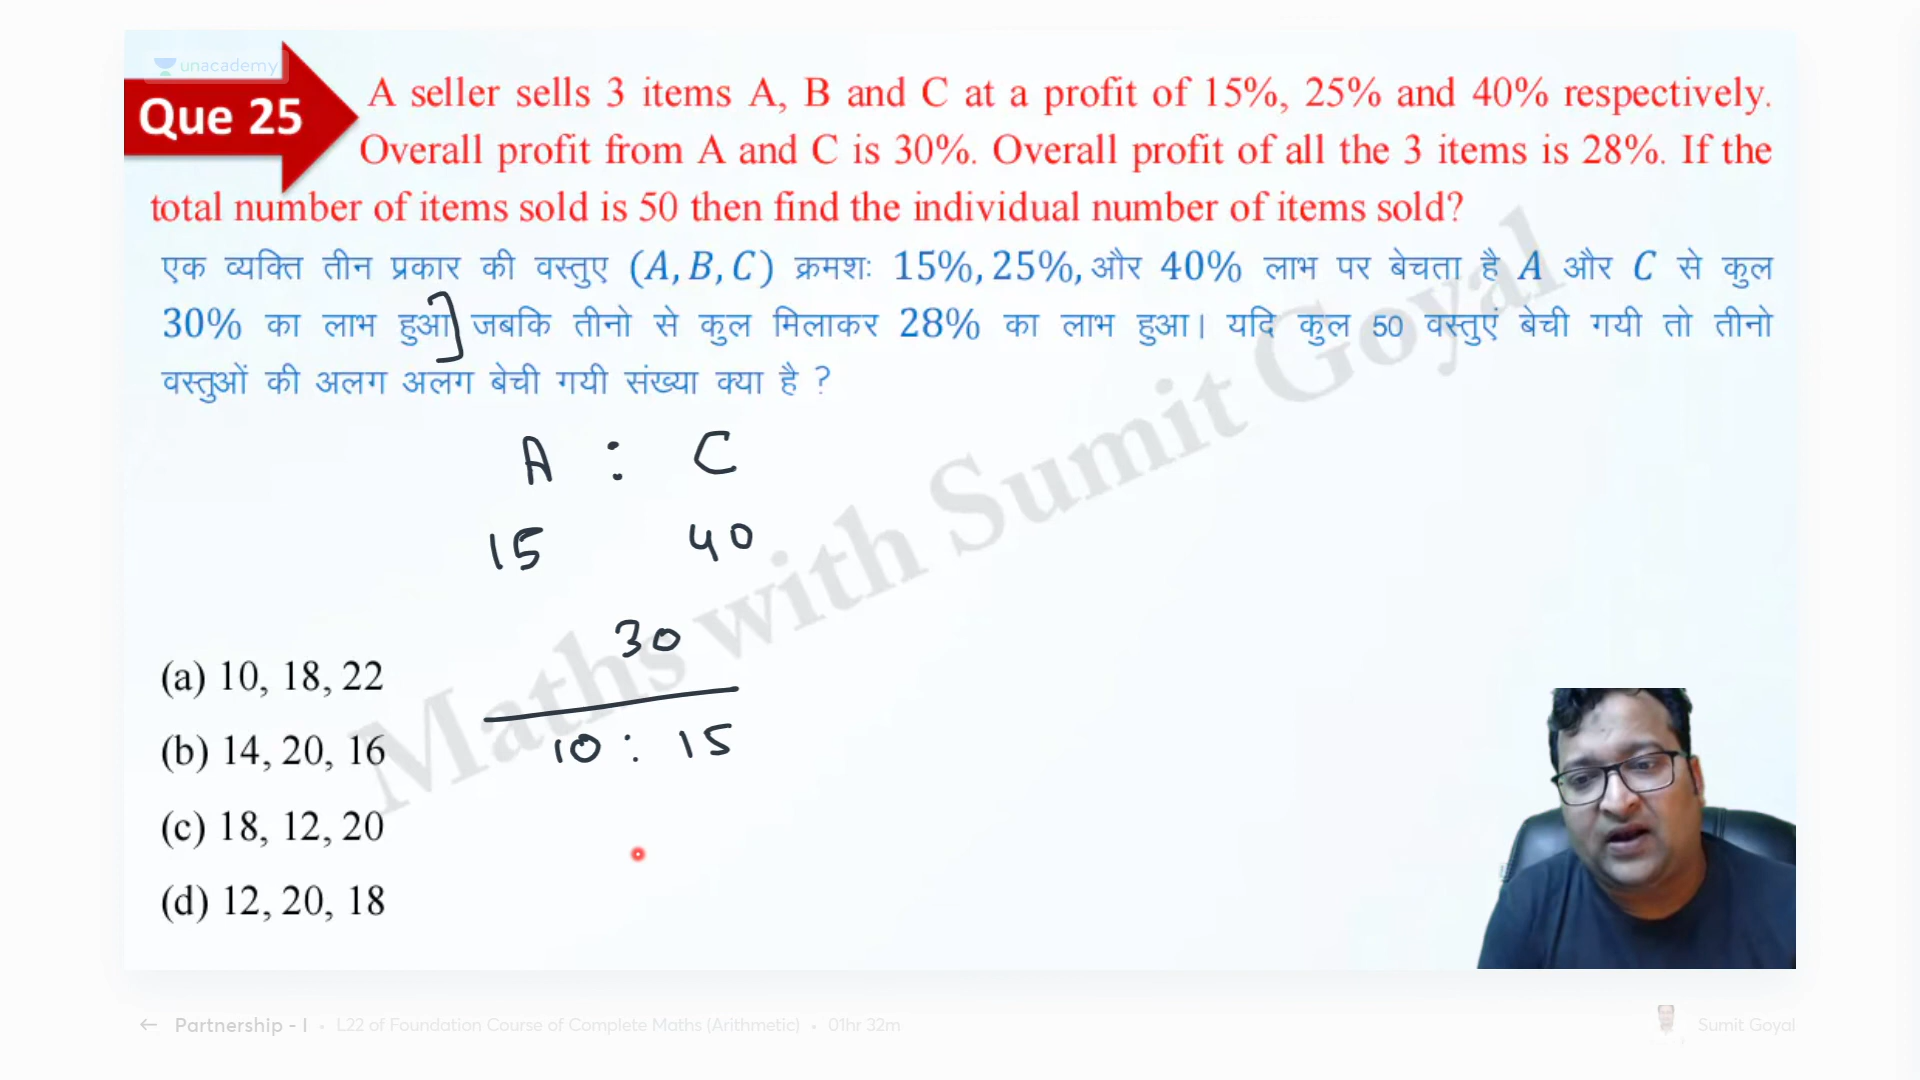 unacademy
Que 25
A seller sells 3 items A, B and C at a profit of 15%, 25% and 40% respectively.
Overall profit from A and C is 30%. Overall profit of all the 3 items is 28%. If the
total number of items sold is 50 then find the individual number of items sold?
एक व्यक्ति तीन प्रकार की वस्तुए (A, B, C) क्रमशः 15%, 25%, और 40% लाभ पर बेचता है A और C से कुल
30% का लाभ हुआ जबकि तीनो से कुल मिलाकर 28% का लाभ हुआ। यदि कुल 50 वस्तुएं बेची गयी तो तीनो
वस्तुओं की अलग अलग बेची गयी संख्या क्या है ?
A : C
15 40
30
10 : 15
(a) 10, 18, 22
(b) 14, 20, 16
(c) 18, 12, 20
(d) 12, 20, 18
Maths with Sumit Goyal
← Partnership - I • L22 of Foundation Course of Complete Maths (Arithmetic) • 01hr 32m
Sumit Goyal